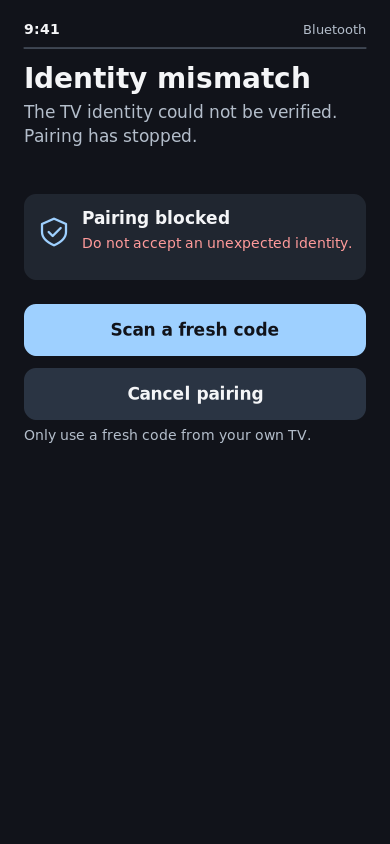 9:41
Bluetooth
Identity mismatch
The TV identity could not be verified.
Pairing has stopped.
Pairing blocked
Do not accept an unexpected identity.
Scan a fresh code
Cancel pairing
Only use a fresh code from your own TV.